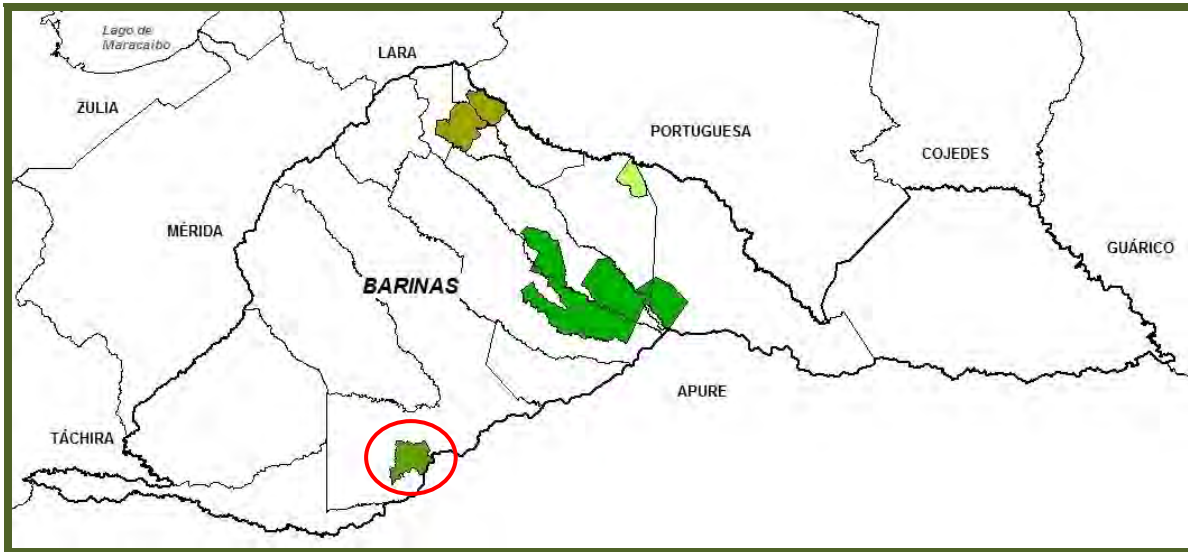 Lago de
Maracaibo
LARA
ZULIA
PORTUGUESA
COJEDES
MÉRIDA
GUÁRICO
BARINAS
APURE
TÁCHIRA